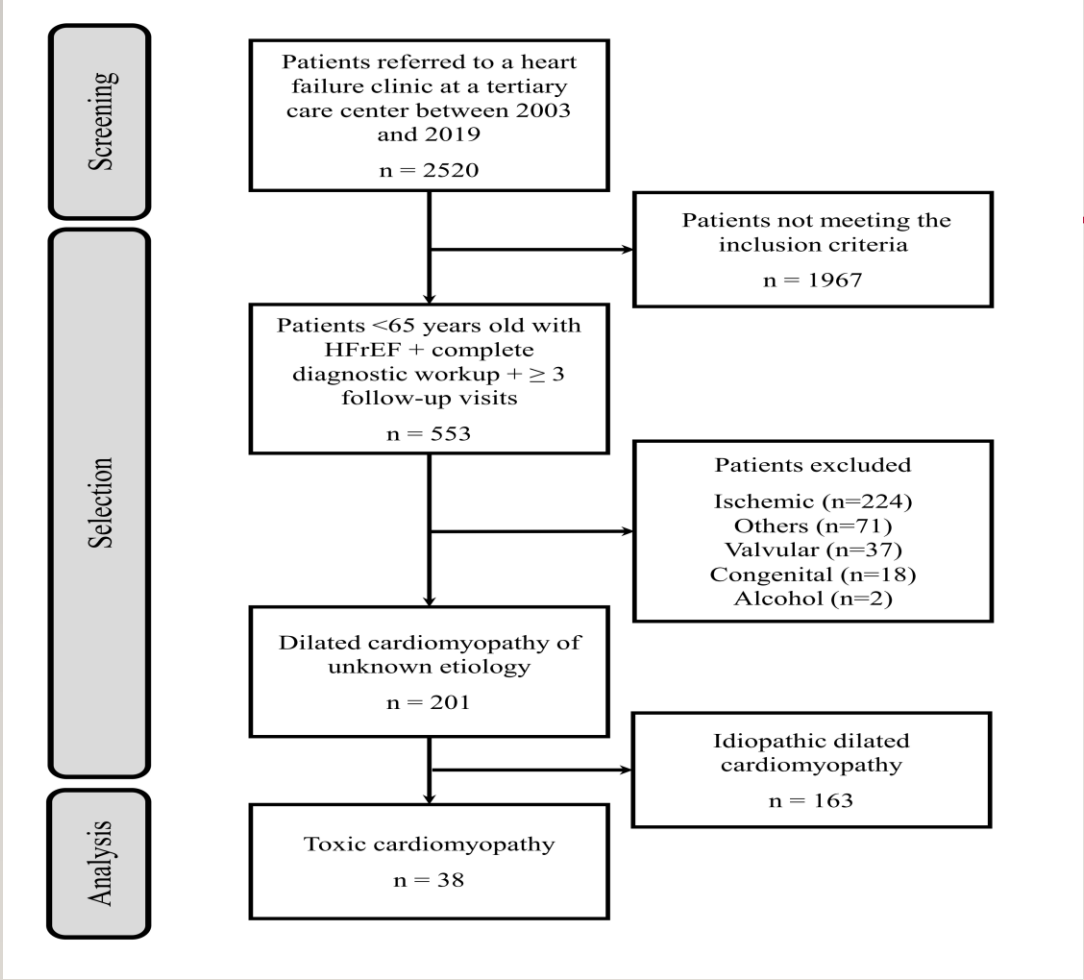 Screening
Patients referred to a heart
failure clinic at a tertiary
care center between 2003
and 2019
n = 2520
Patients not meeting the
inclusion criteria
n = 1967
Selection
Patients <65 years old with
HFrEF + complete
diagnostic workup + ≥ 3
follow-up visits
n = 553
Patients excluded
Ischemic (n=224)
Others (n=71)
Valvular (n=37)
Congenital (n=18)
Alcohol (n=2)
Dilated cardiomyopathy of
unknown etiology
n = 201
Idiopathic dilated
cardiomyopathy
n = 163
Analysis
Toxic cardiomyopathy
n = 38